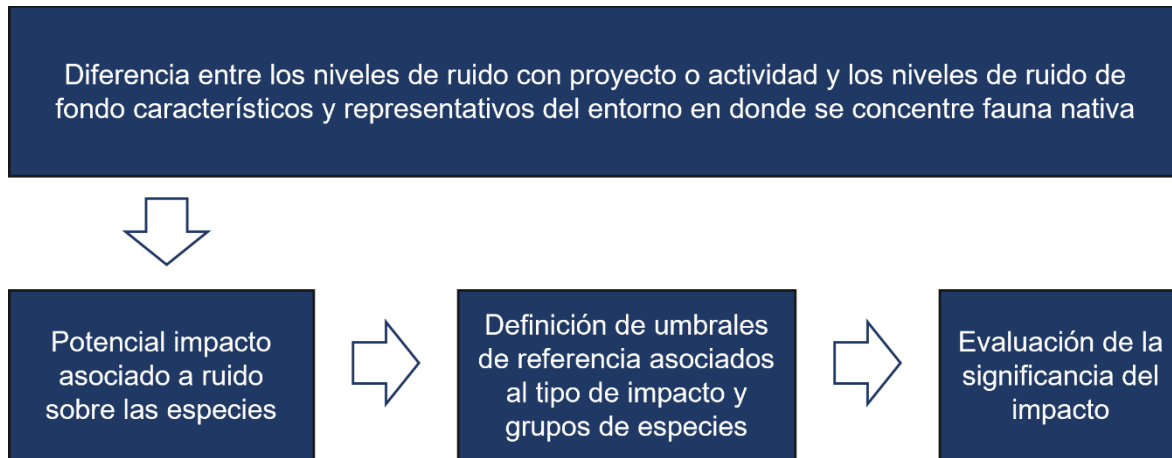 Diferencia entre los niveles de ruido con proyecto o actividad y los niveles de ruido de
fondo característicos y representativos del entorno en donde se concentre fauna nativa
Potencial impacto
asociado a ruido
sobre las especies
Definición de umbrales
de referencia asociados
al tipo de impacto y
grupos de especies
Evaluación de la
significancia del
impacto